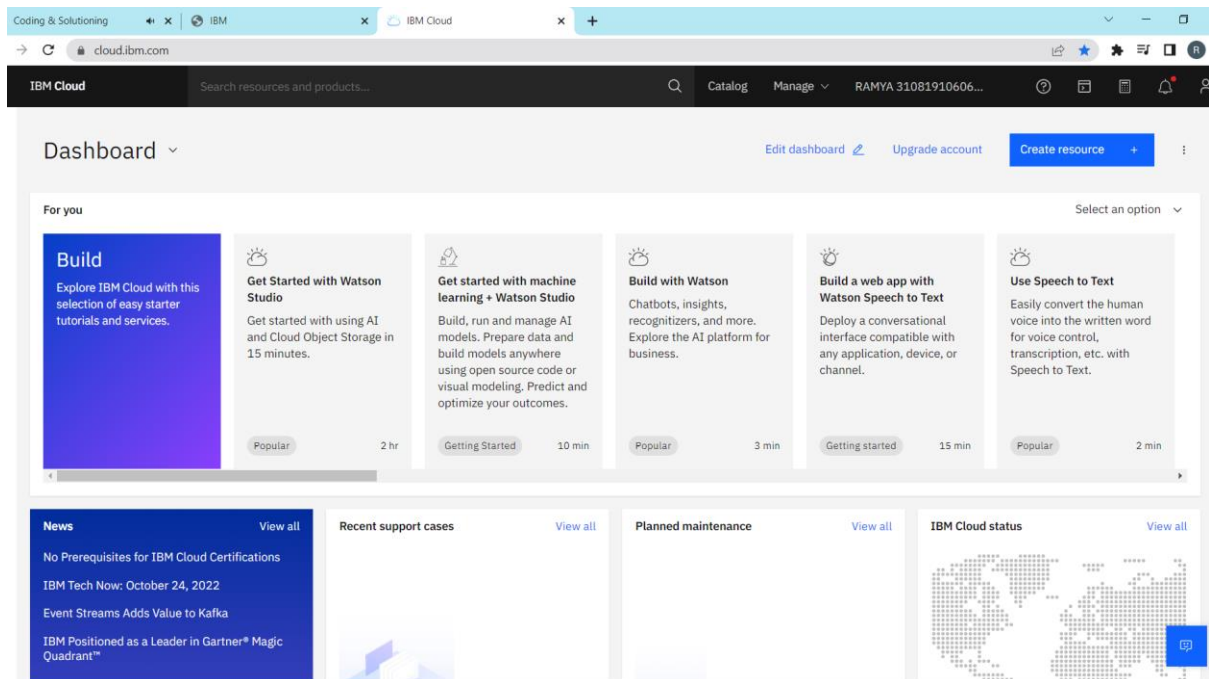 Coding & Solutioning
IBM
IBM Cloud
cloud.ibm.com
R
IBM Cloud
Search resources and products...
Catalog
Manage
RAMYA 31081910606...
Dashboard
Edit dashboard
Upgrade account
Create resource +
For you
Select an option
Build
Explore IBM Cloud with this
selection of easy starter
tutorials and services.
Get Started with Watson
Studio
Get started with using AI
and Cloud Object Storage in
15 minutes.
Popular
2 hr
Get started with machine
learning + Watson Studio
Build, run and manage AI
models. Prepare data and
build models anywhere
using open source code or
visual modeling. Predict and
optimize your outcomes.
Getting Started
10 min
Build with Watson
Chatbots, insights,
recognitizers, and more.
Explore the AI platform for
business.
Popular
3 min
Build a web app with
Watson Speech to Text
Deploy a conversational
interface compatible with
any application, device, or
channel.
Getting started
15 min
Use Speech to Text
Easily convert the human
voice into the written word
for voice control,
transcription, etc. with
Speech to Text.
Popular
2 min
News
View all
No Prerequisites for IBM Cloud Certifications
IBM Tech Now: October 24, 2022
Event Streams Adds Value to Kafka
IBM Positioned as a Leader in Gartner® Magic
Quadrant™
Recent support cases
View all
Planned maintenance
View all
IBM Cloud status
View all